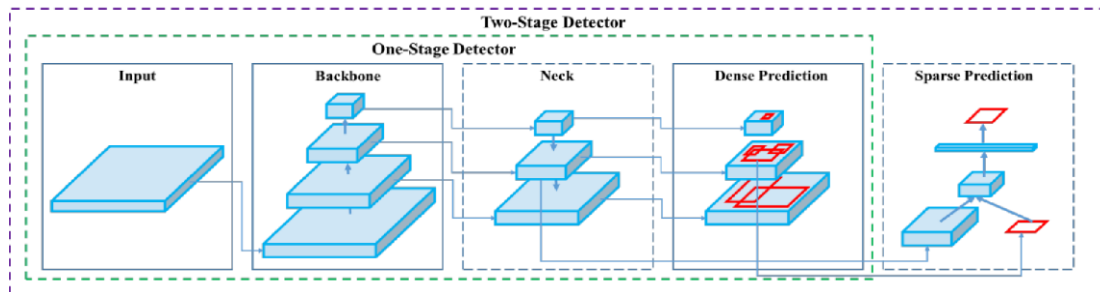 Two-Stage Detector
One-Stage Detector
Input
Backbone
Neck
Dense Prediction
Sparse Prediction